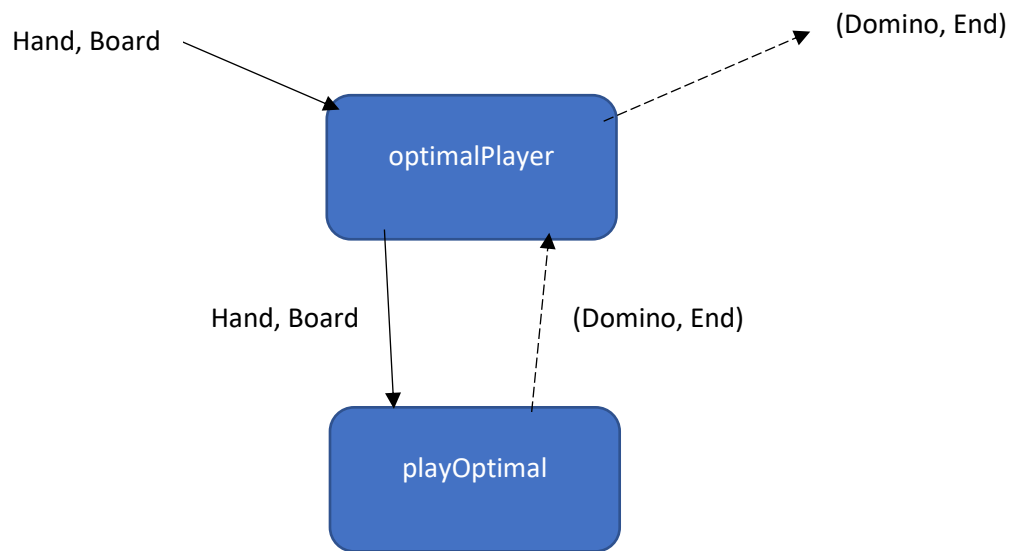 Hand, Board
(Domino, End)
optimalPlayer
Hand, Board
(Domino, End)
playOptimal